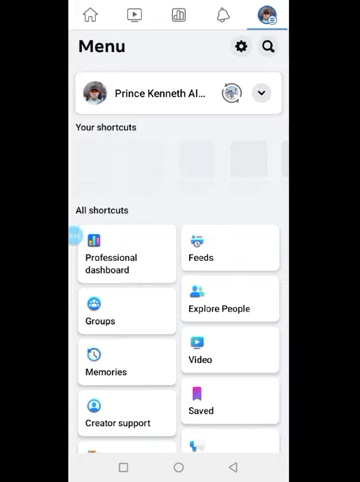 Menu
Prince Kenneth Al...
Your shortcuts
All shortcuts
Professional
dashboard
Feeds
Groups
Explore People
Memories
Video
Creator support
Saved